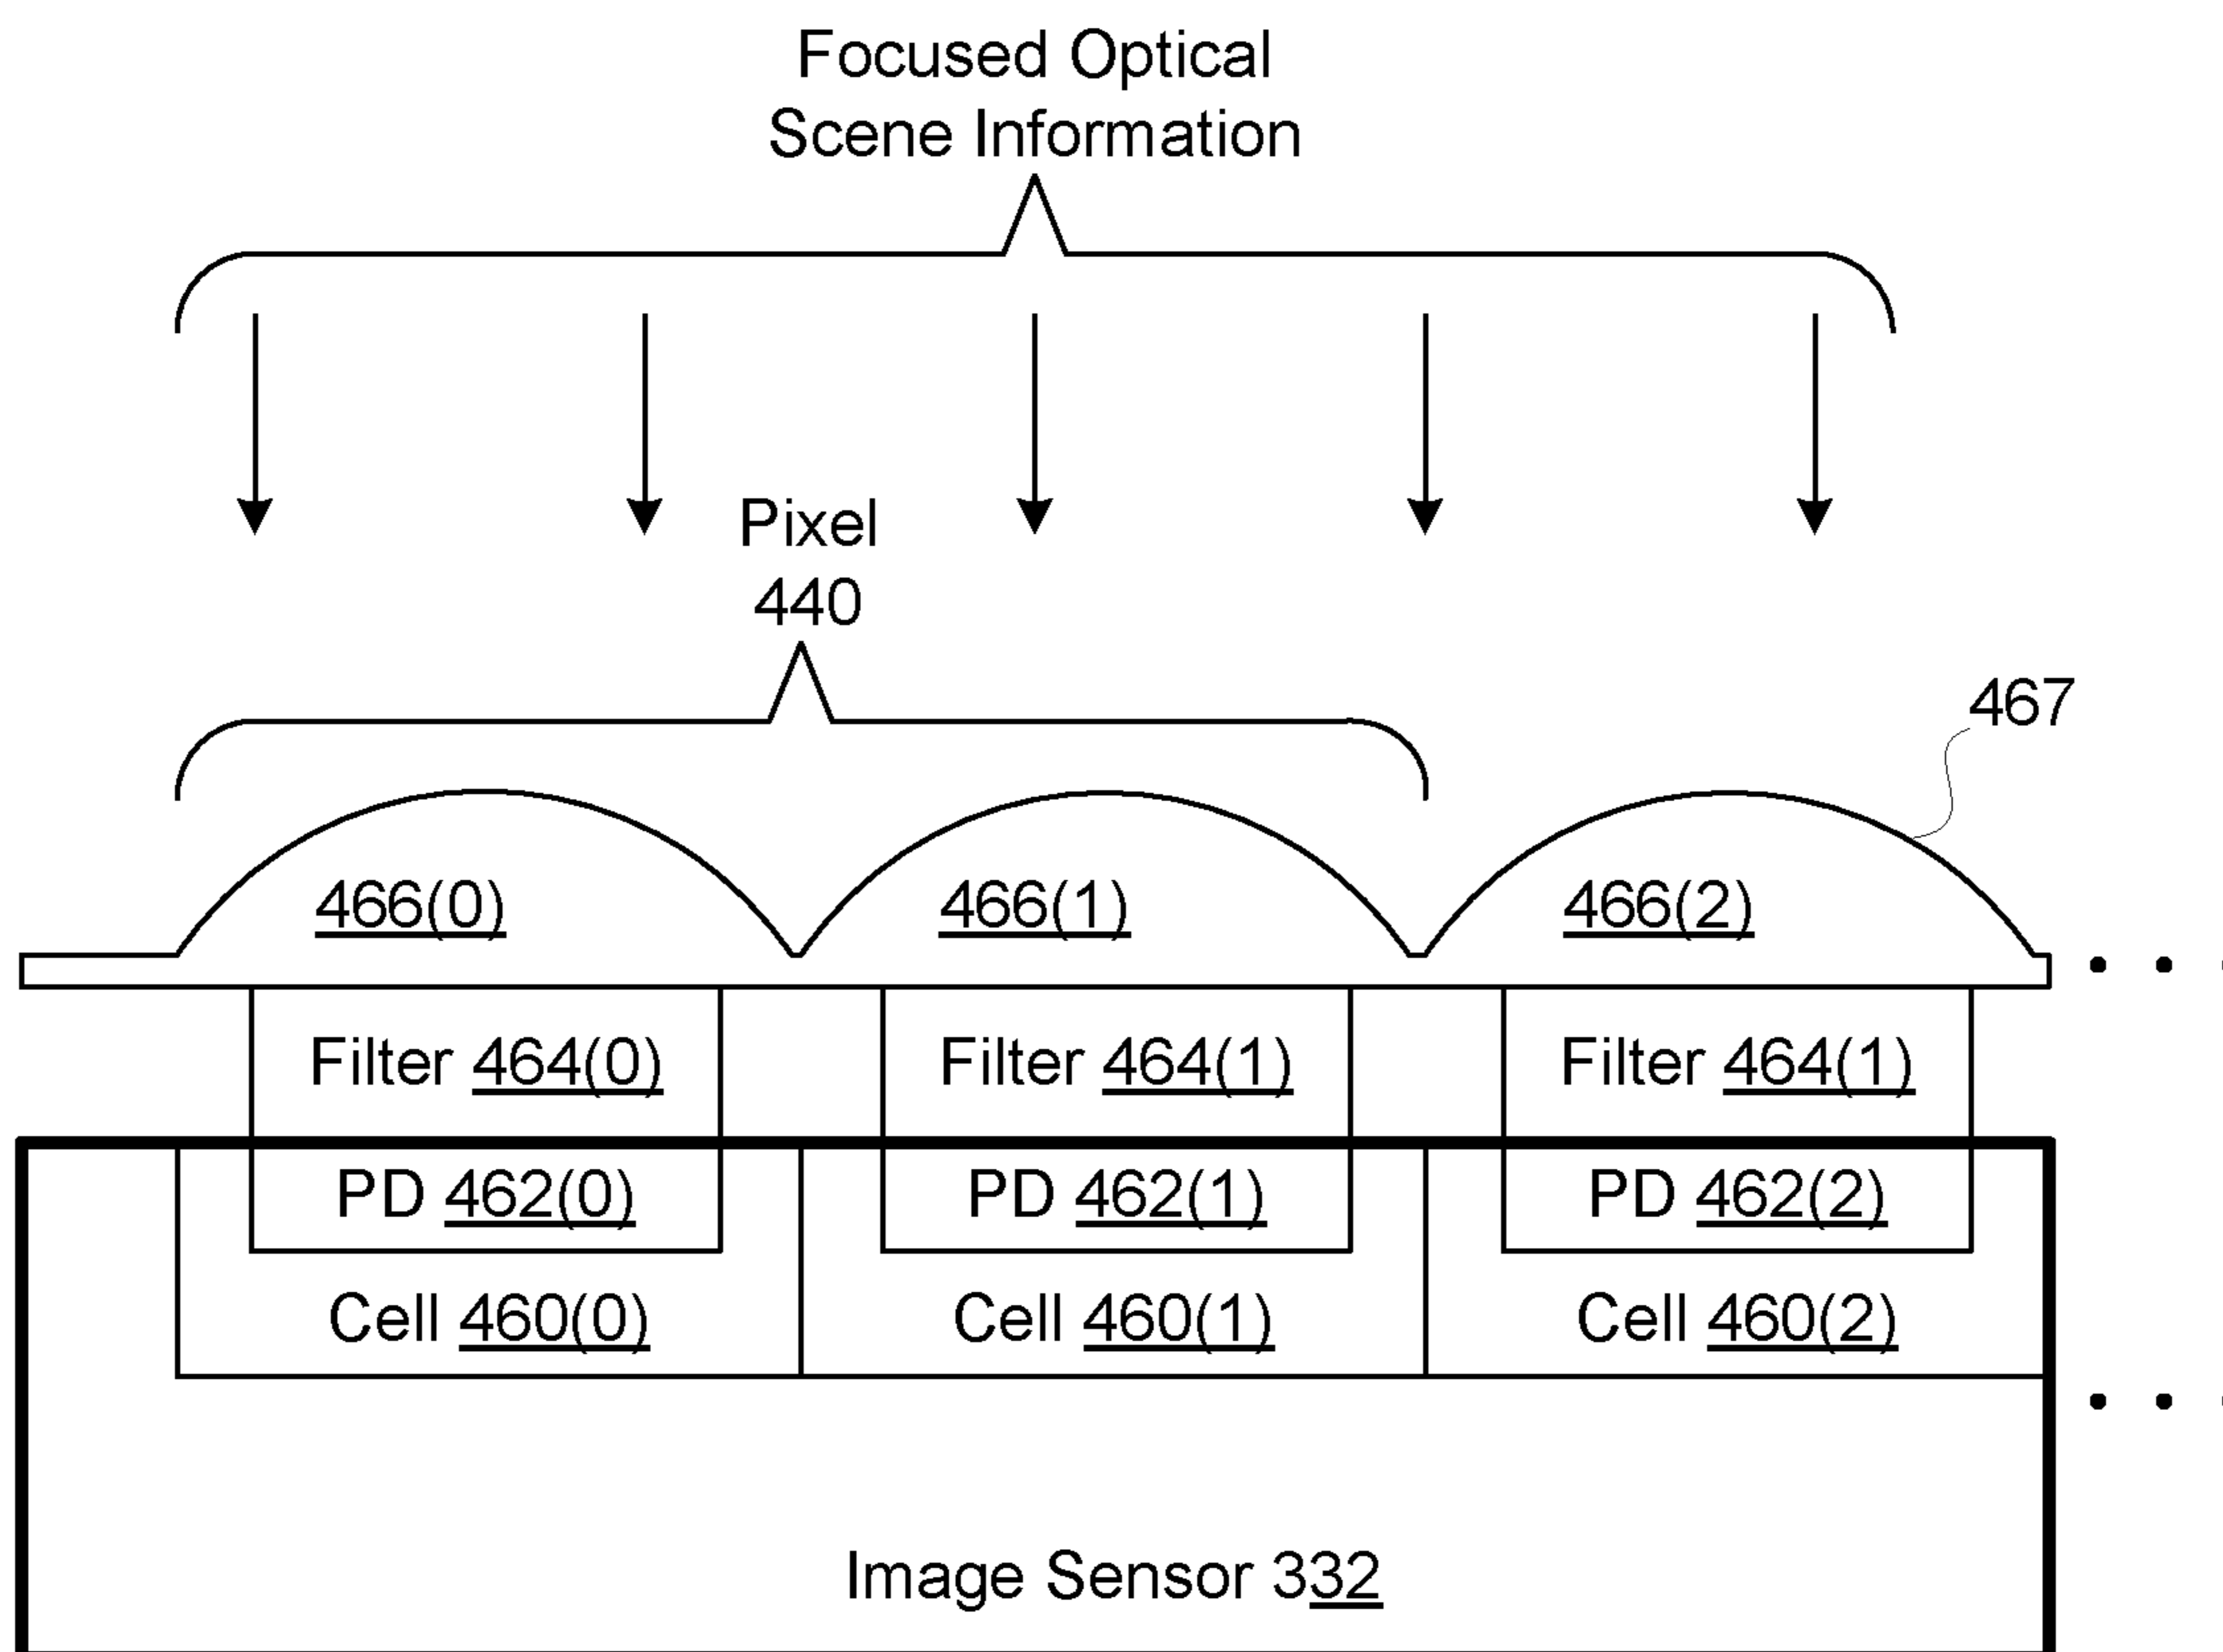 Focused Optical
Scene Information
Pixel
440
467
466(0) 466(1) 466(2)
Filter 464(0) Filter 464(1) Filter 464(1)
PD 462(0) PD 462(1) PD 462(2)
Cell 460(0) Cell 460(1) Cell 460(2)
Image Sensor 332